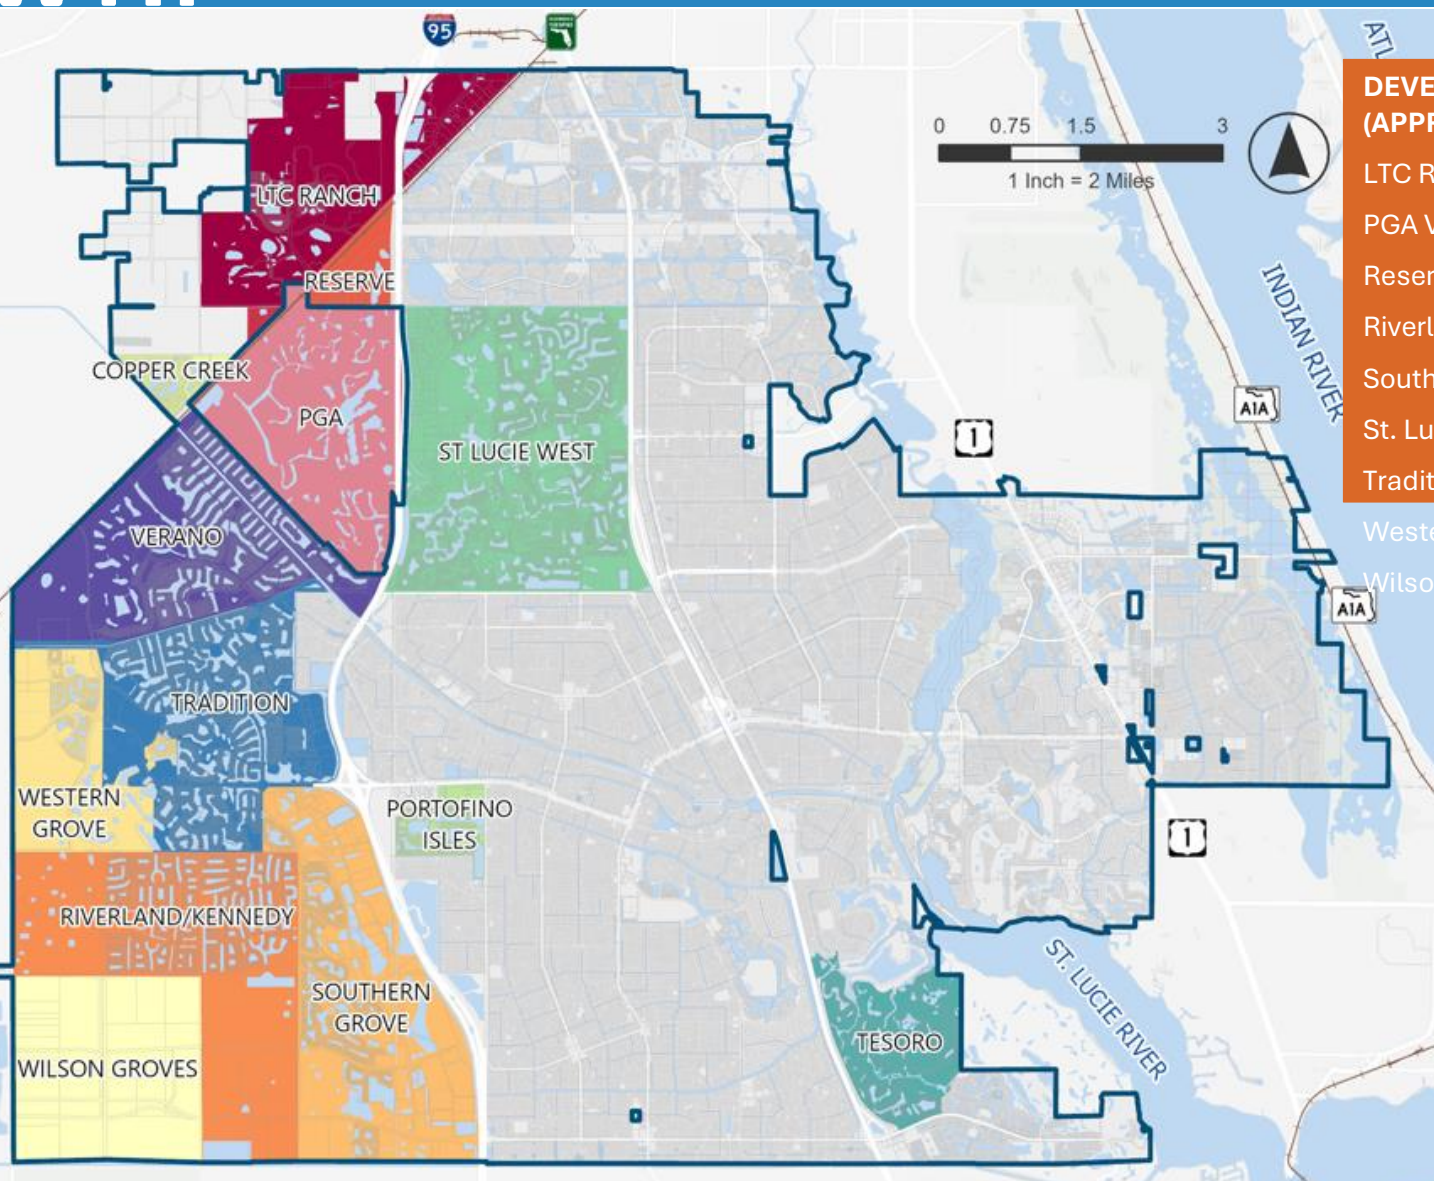 95
ATL
0 0.75 1.5 3
1 Inch = 2 Miles
DEVE
(APPR
LTC R
PGA V
Reser
Riverl
South
St. Lu
Tradit
Weste
Wilso
LTC RANCH
RESERVE
INDIAN RIVER
COPPER CREEK
PGA
A1A
1
ST LUCIE WEST
VERANO
A1A
TRADITION
WESTERN
GROVE
PORTOFINO
ISLES
1
RIVERLAND/KENNEDY
SOUTHERN
GROVE
ST. LUCIE RIVER
WILSON GROVES
TESORO